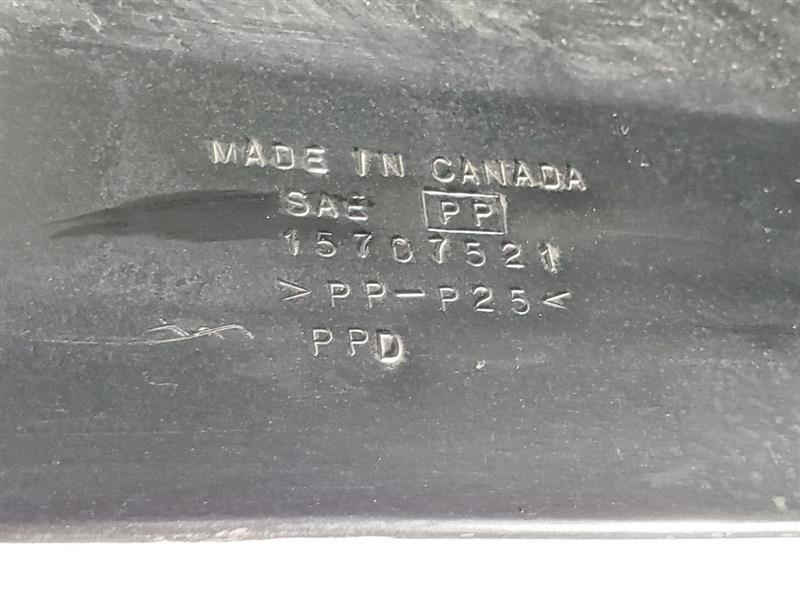 MADE IN CANADA
SAE PP
15707521
>PP-P25<
PPD